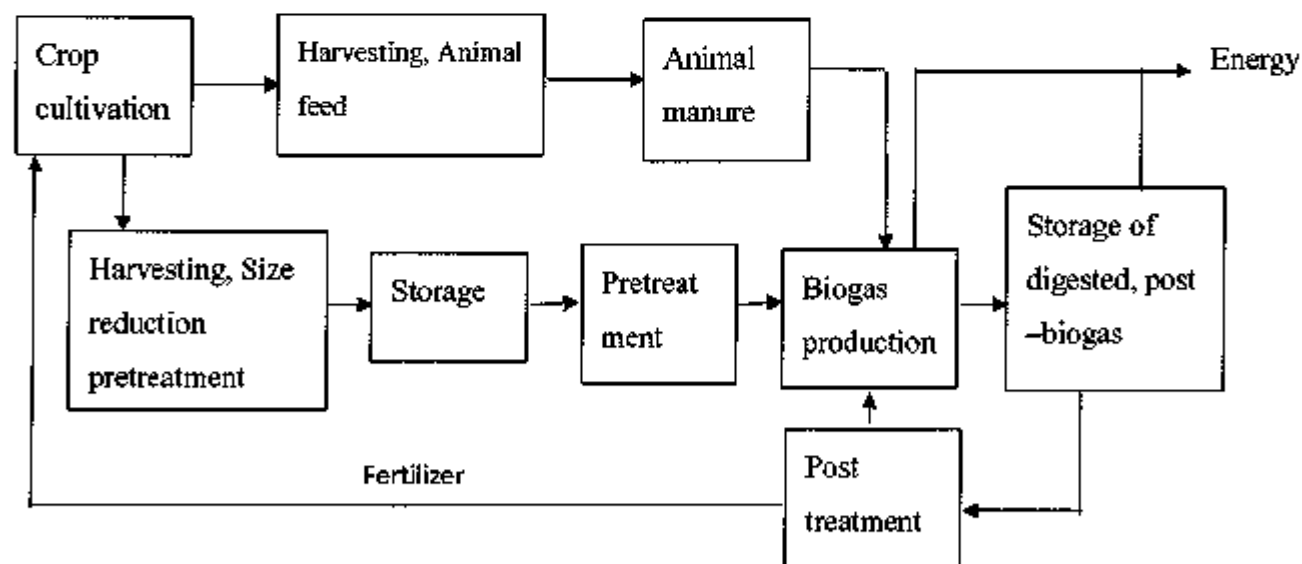 Crop
cultivation
Harvesting, Animal
feed
Animal
manure
Energy
Harvesting, Size
reduction
pretreatment
Storage
Pretreat
ment
Biogas
production
Storage of
digested, post
–biogas
Fertilizer
Post
treatment